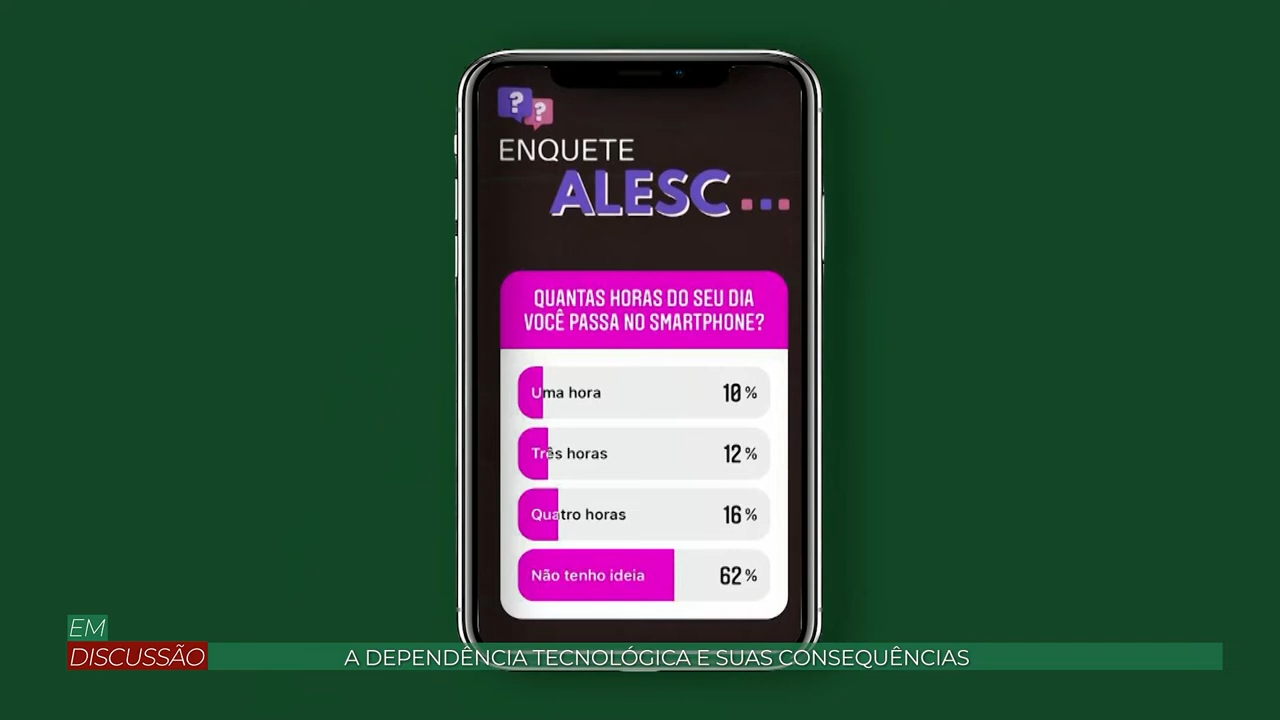 ? ?
ENQUETE
ALESC...
QUANTAS HORAS DO SEU DIA
VOCÊ PASSA NO SMARTPHONE?
Uma hora 10%
Três horas 12%
Quatro horas 16%
Não tenho ideia 62%
EM
DISCUSSÃO
A DEPENDÊNCIA TECNOLÓGICA E SUAS CONSEQUÊNCIAS